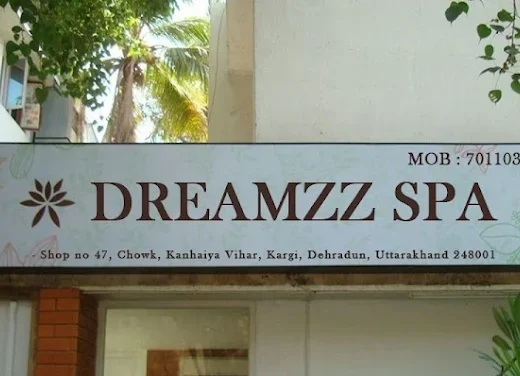 MOB : 701103
DREAMZZ SPA
- Shop no 47, Chowk, Kanhaiya Vihar, Kargi, Dehradun, Uttarakhand 248001